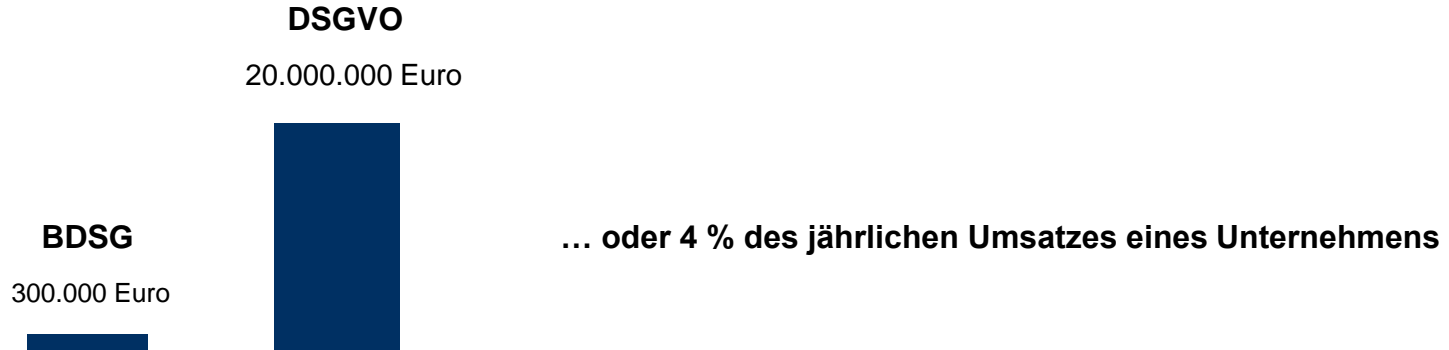 DSGVO
20.000.000 Euro
BDSG
… oder 4 % des jährlichen Umsatzes eines Unternehmens
300.000 Euro